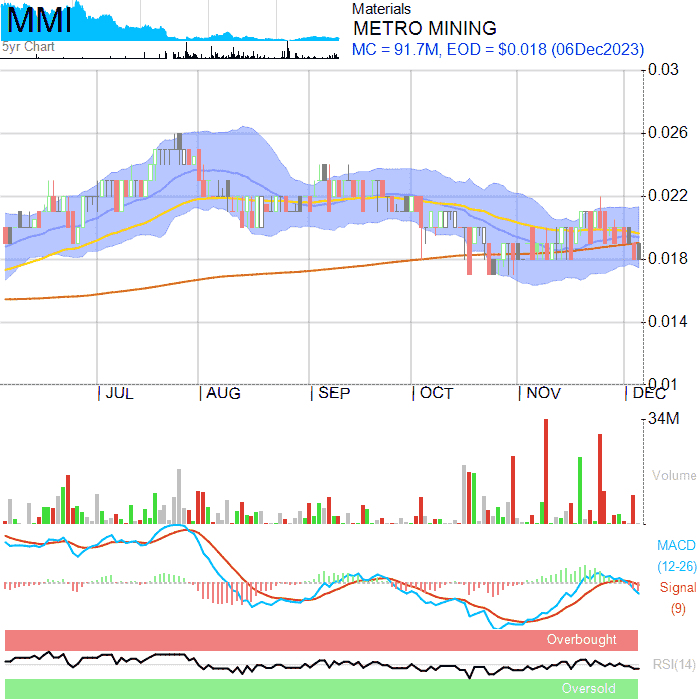 MMI
5yr Chart
Materials
METRO MINING
MC = 91.7M, EOD = $0.018 (06Dec2023)
0.03
0.026
0.022
0.018
0.014
0.01
JUL
AUG
SEP
OCT
NOV
DEC
34M
Volume
MACD
(12-26)
Signal
(9)
Overbought
RSI(14)
Oversold